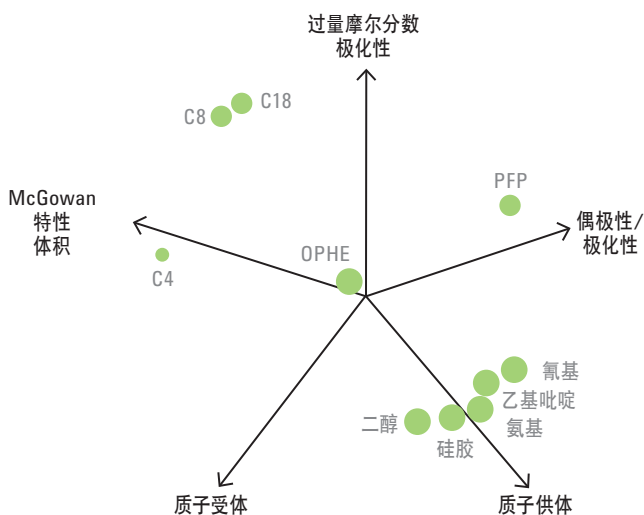 过量摩尔分数
极化性
C18
C8
PFP
McGowan
特性
体积
偶极性/
极化性
OPHE
C4
氰基
乙基吡啶
二醇
氨基
硅胶
质子受体
质子供体